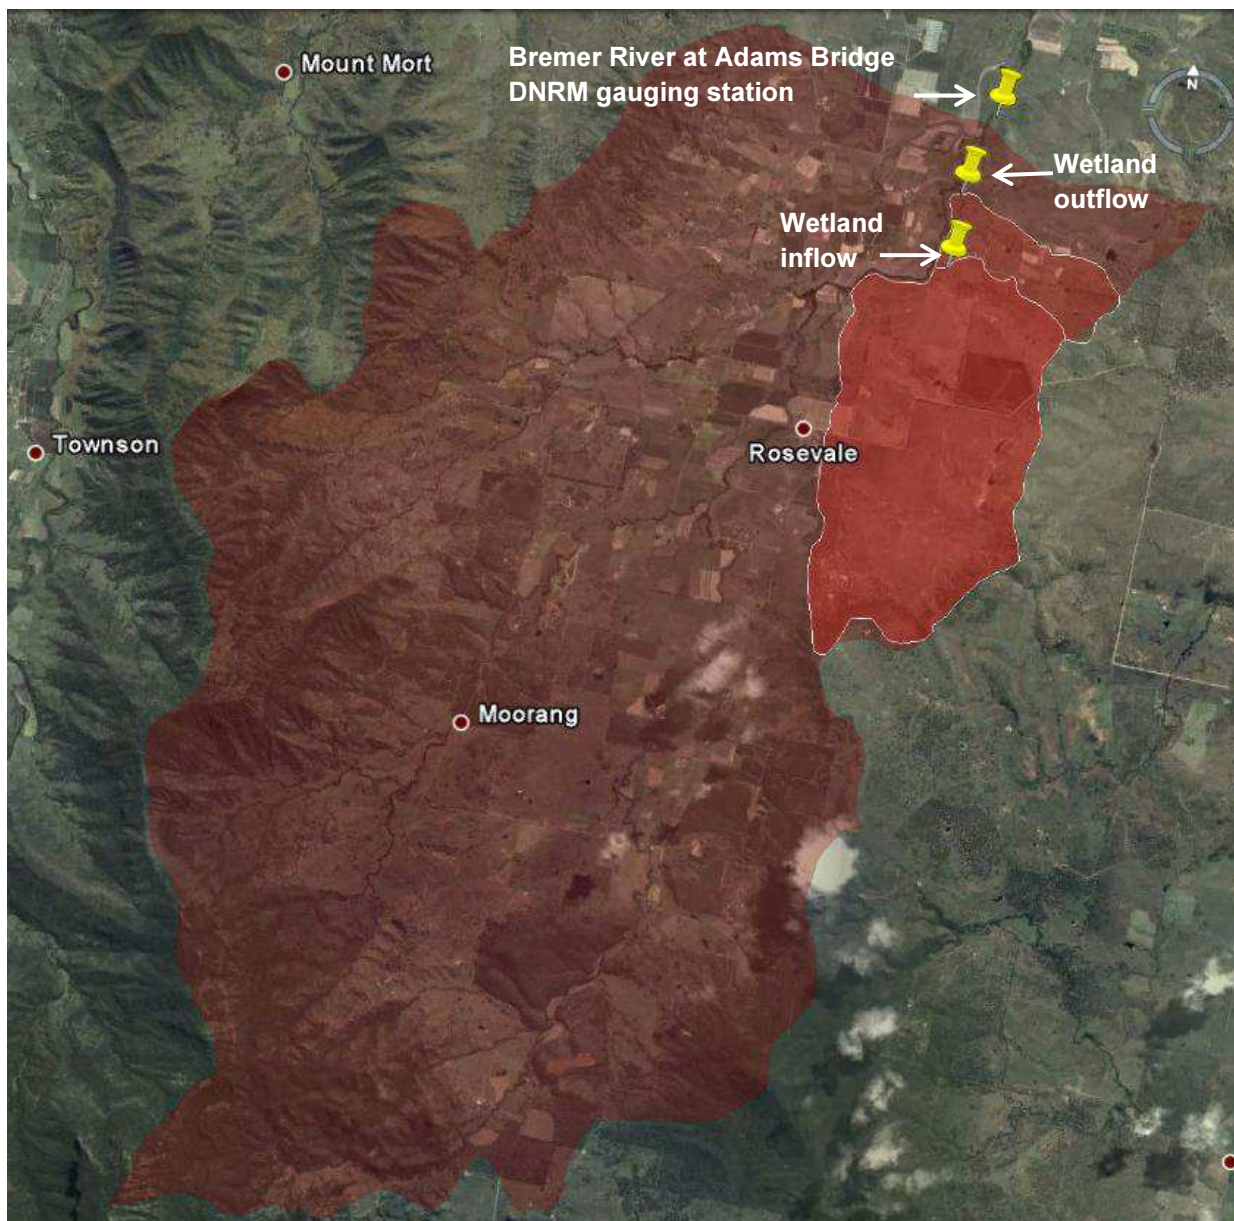 Mount Mort
Bremer River at Adams Bridge
DNRM gauging station
N
Wetland
outflow
Wetland
inflow
Townson
Rosevale
Moorang